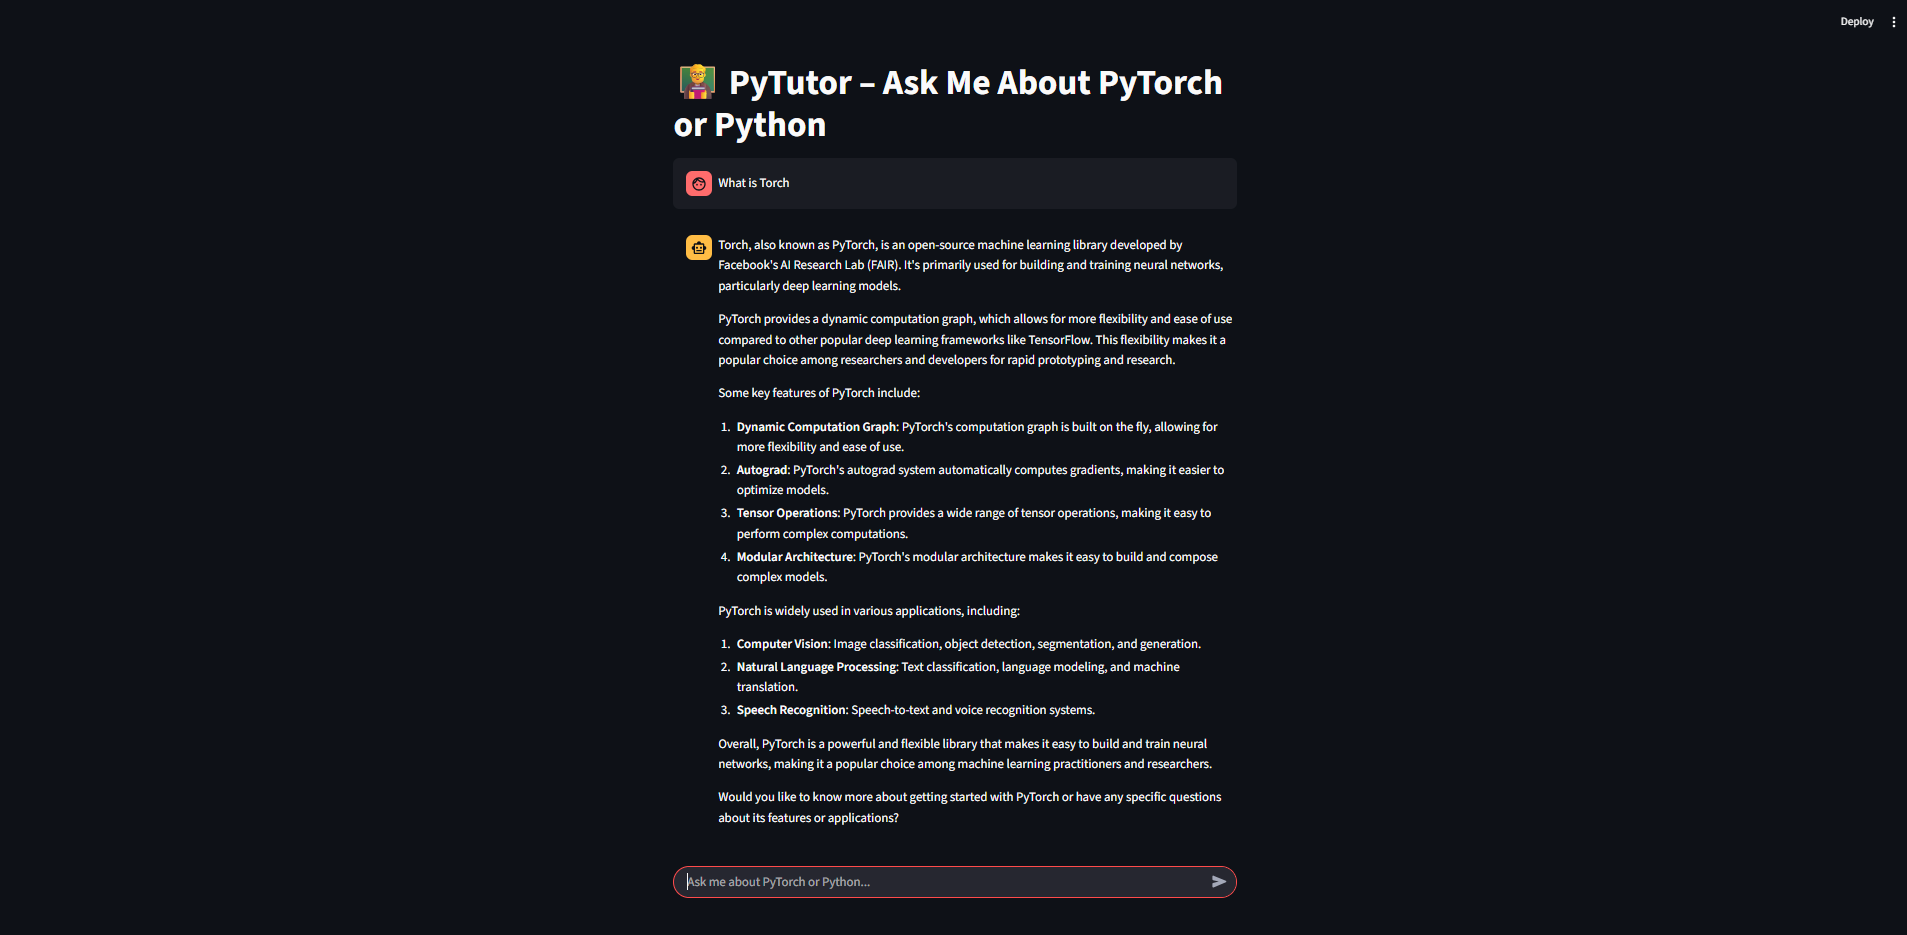 Deploy
PyTutor – Ask Me About PyTorch
or Python
What is Torch
Torch, also known as PyTorch, is an open-source machine learning library developed by
Facebook's AI Research Lab (FAIR). It's primarily used for building and training neural networks,
particularly deep learning models.
PyTorch provides a dynamic computation graph, which allows for more flexibility and ease of use
compared to other popular deep learning frameworks like TensorFlow. This flexibility makes it a
popular choice among researchers and developers for rapid prototyping and research.
Some key features of PyTorch include:
1. Dynamic Computation Graph: PyTorch's computation graph is built on the fly, allowing for
more flexibility and ease of use.
2. Autograd: PyTorch's autograd system automatically computes gradients, making it easier to
optimize models.
3. Tensor Operations: PyTorch provides a wide range of tensor operations, making it easy to
perform complex computations.
4. Modular Architecture: PyTorch's modular architecture makes it easy to build and compose
complex models.
PyTorch is widely used in various applications, including:
1. Computer Vision: Image classification, object detection, segmentation, and generation.
2. Natural Language Processing: Text classification, language modeling, and machine
translation.
3. Speech Recognition: Speech-to-text and voice recognition systems.
Overall, PyTorch is a powerful and flexible library that makes it easy to build and train neural
networks, making it a popular choice among machine learning practitioners and researchers.
Would you like to know more about getting started with PyTorch or have any specific questions
about its features or applications?
Ask me about PyTorch or Python...